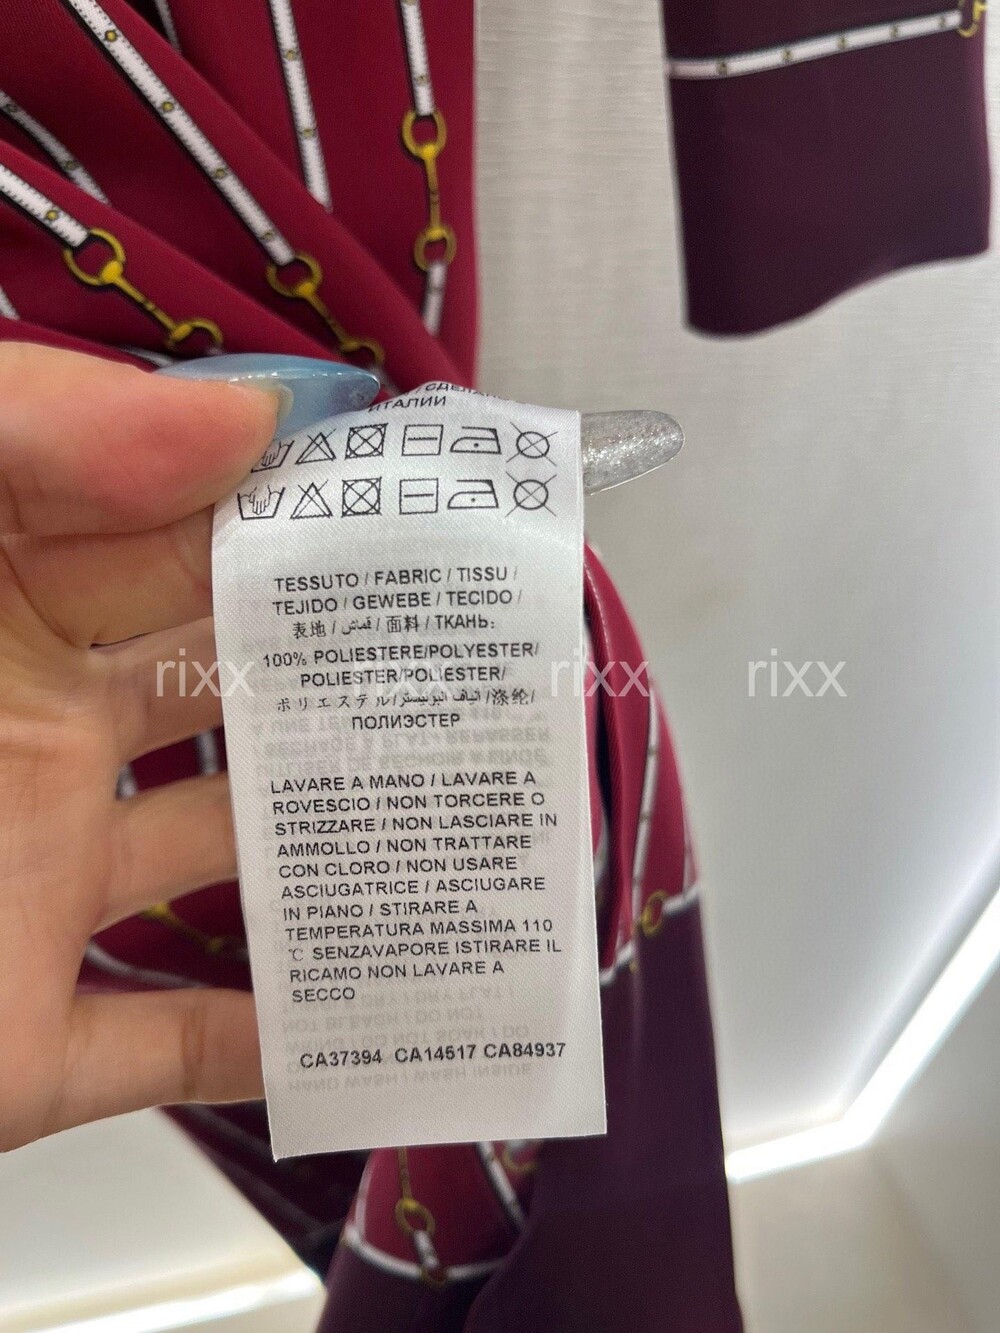 ИТАЛИИ
TESSUTO / FABRIC / TISSU /
TEJIDO / GEWEBE / TECIDO /
表地 / قماش / 面料 / ТКАНЬ:
100% POLIESTERE/POLYESTER/
POLIESTER/POLIESTER/
ポリエステル/الياف البوليستر/涤纶/
ПОЛИЭСТЕР
rixx rixx rixx rixx
LAVARE A MANO / LAVARE A
ROVESCIO / NON TORCERE O
STRIZZARE / NON LASCIARE IN
AMMOLLO / NON TRATTARE
CON CLORO / NON USARE
ASCIUGATRICE / ASCIUGARE
IN PIANO / STIRARE A
TEMPERATURA MASSIMA 110
℃ SENZAVAPORE ISTIRARE IL
RICAMO NON LAVARE A
SECCO
CA37394 CA14517 CA84937